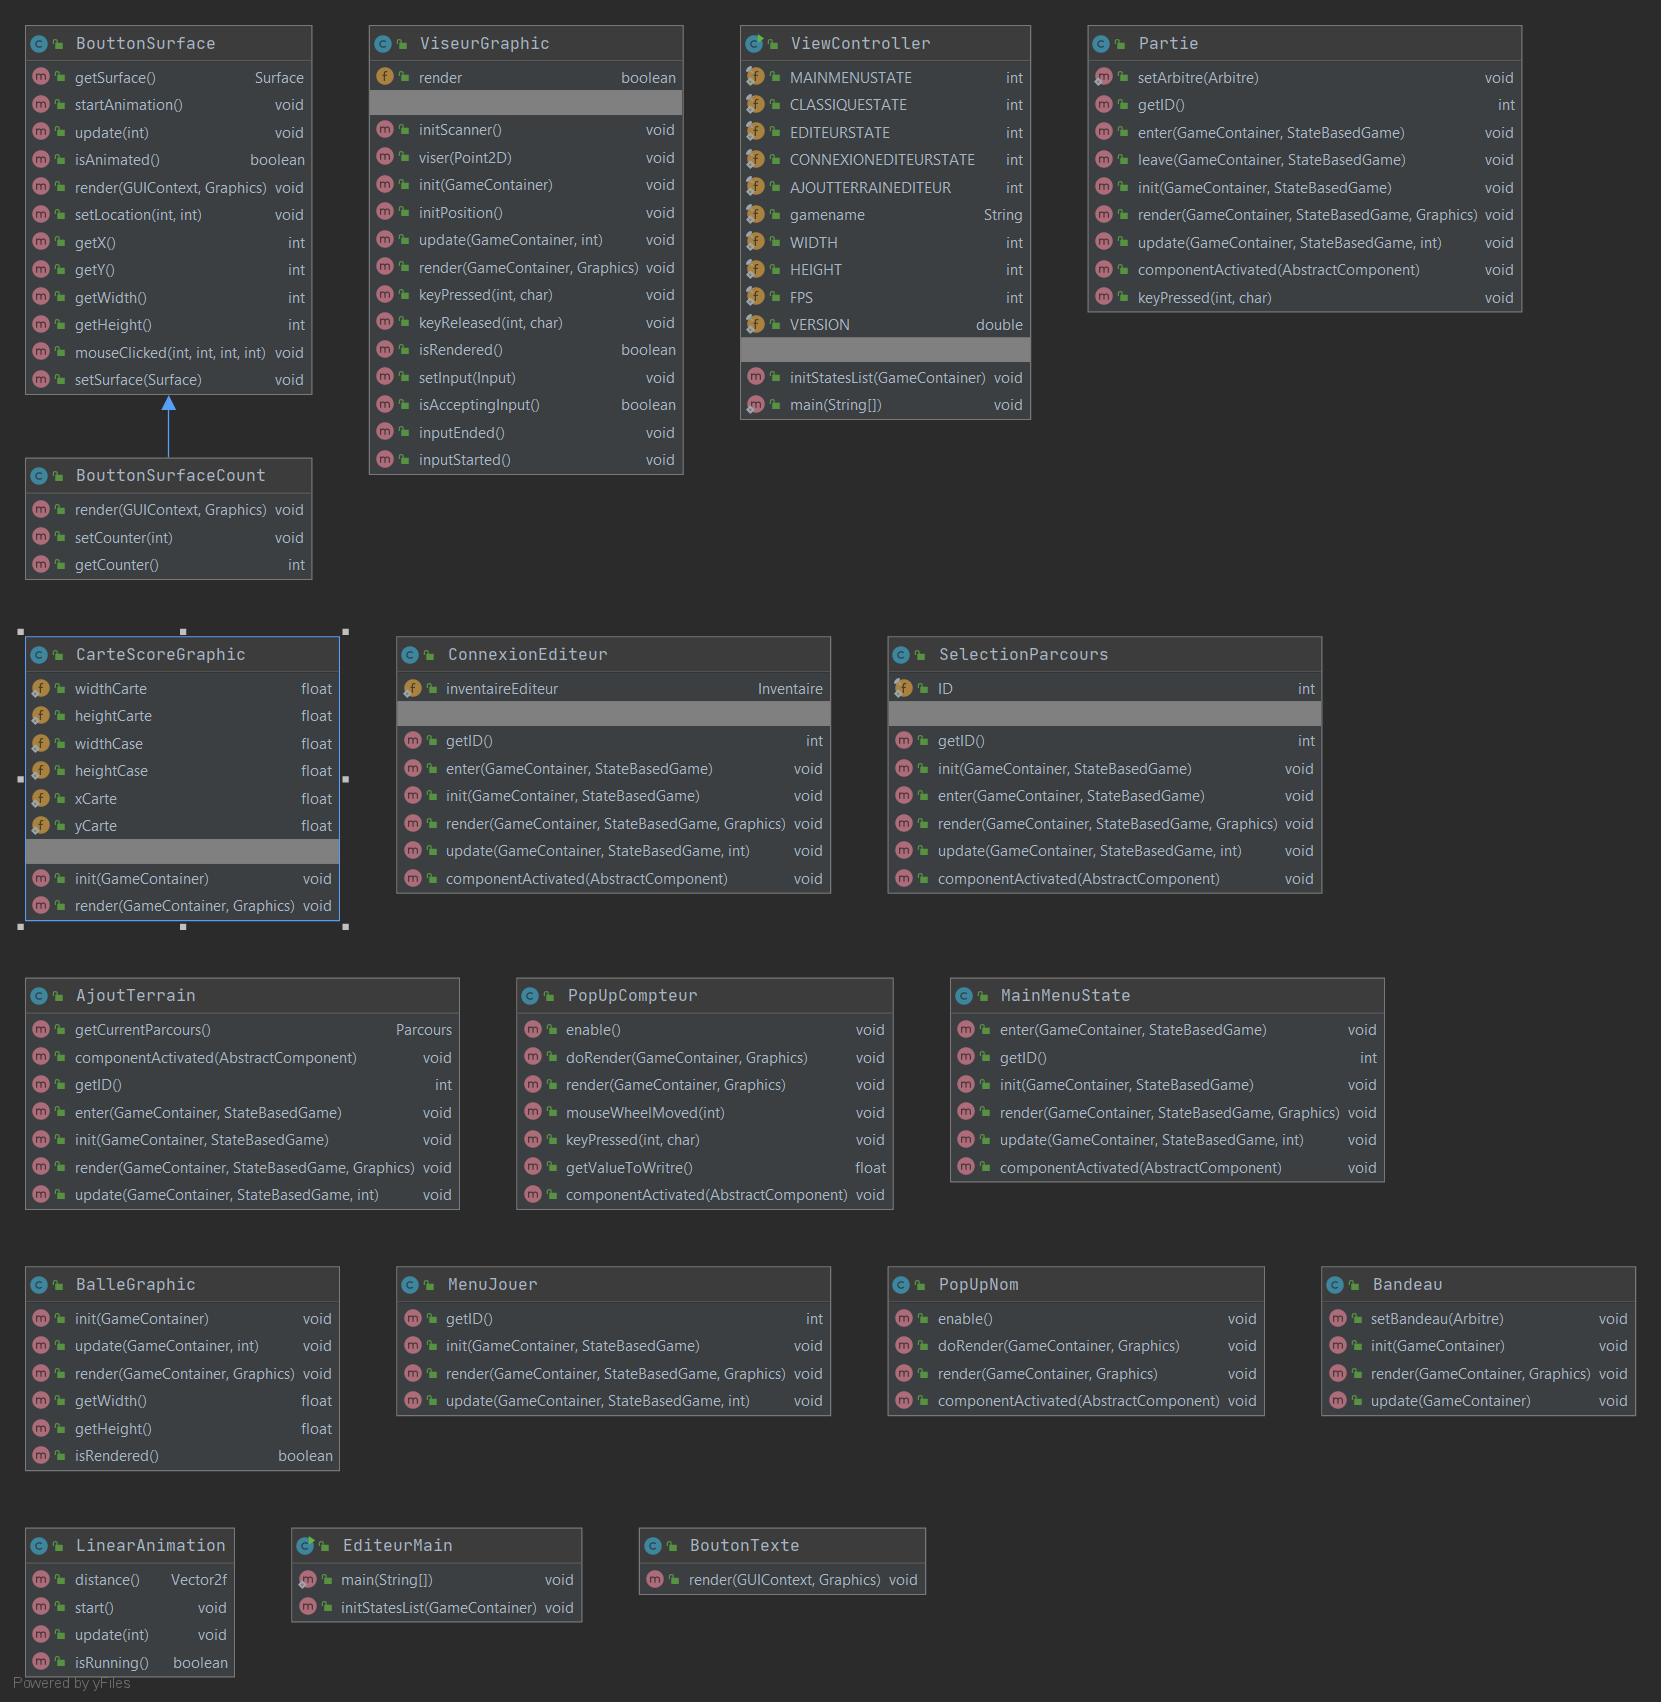 BouttonSurface
getSurface() Surface
startAnimation() void
update(int) void
isAnimated() boolean
render(GUIContext, Graphics) void
setLocation(int, int) void
getX() int
getY() int
getWidth() int
getHeight() int
mouseClicked(int, int, int, int) void
setSurface(Surface) void
ViseurGraphic
render boolean
initScanner() void
viser(Point2D) void
init(GameContainer) void
initPosition() void
update(GameContainer, int) void
render(GameContainer, Graphics) void
keyPressed(int, char) void
keyReleased(int, char) void
isRendered() boolean
setInput(Input) void
isAcceptingInput() boolean
inputEnded() void
inputStarted() void
ViewController
MAINMENUSTATE int
CLASSIQUESTATE int
EDITEURSTATE int
CONNEXIONEDITEURSTATE int
AJOUTTERRAINEDITEUR int
gamename String
WIDTH int
HEIGHT int
FPS int
VERSION double
initStatesList(GameContainer) void
main(String[]) void
Partie
setArbitre(Arbitre) void
getID() int
enter(GameContainer, StateBasedGame) void
leave(GameContainer, StateBasedGame) void
init(GameContainer, StateBasedGame) void
render(GameContainer, StateBasedGame, Graphics) void
update(GameContainer, StateBasedGame, int) void
componentActivated(AbstractComponent) void
keyPressed(int, char) void
BouttonSurfaceCount
render(GUIContext, Graphics) void
setCounter(int) void
getCounter() int
CarteScoreGraphic
widthCarte float
heightCarte float
widthCase float
heightCase float
xCarte float
yCarte float
init(GameContainer) void
render(GameContainer, Graphics) void
ConnexionEditeur
inventaireEditeur Inventaire
getID() int
enter(GameContainer, StateBasedGame) void
init(GameContainer, StateBasedGame) void
render(GameContainer, StateBasedGame, Graphics) void
update(GameContainer, StateBasedGame, int) void
componentActivated(AbstractComponent) void
SelectionParcours
ID int
getID() int
init(GameContainer, StateBasedGame) void
enter(GameContainer, StateBasedGame) void
render(GameContainer, StateBasedGame, Graphics) void
update(GameContainer, StateBasedGame, int) void
componentActivated(AbstractComponent) void
AjoutTerrain
getCurrentParcours() Parcours
componentActivated(AbstractComponent) void
getID() int
enter(GameContainer, StateBasedGame) void
init(GameContainer, StateBasedGame) void
render(GameContainer, StateBasedGame, Graphics) void
update(GameContainer, StateBasedGame, int) void
PopUpCompteur
enable() void
doRender(GameContainer, Graphics) void
render(GameContainer, Graphics) void
mouseWheelMoved(int) void
keyPressed(int, char) void
getValueToWritre() float
componentActivated(AbstractComponent) void
MainMenuState
enter(GameContainer, StateBasedGame) void
getID() int
init(GameContainer, StateBasedGame) void
render(GameContainer, StateBasedGame, Graphics) void
update(GameContainer, StateBasedGame, int) void
componentActivated(AbstractComponent) void
BalleGraphic
init(GameContainer) void
update(GameContainer, int) void
render(GameContainer, Graphics) void
getWidth() float
getHeight() float
isRendered() boolean
MenuJouer
getID() int
init(GameContainer, StateBasedGame) void
render(GameContainer, StateBasedGame, Graphics) void
update(GameContainer, StateBasedGame, int) void
PopUpNom
enable() void
doRender(GameContainer, Graphics) void
render(GameContainer, Graphics) void
componentActivated(AbstractComponent) void
Bandeau
setBandeau(Arbitre) void
init(GameContainer) void
render(GameContainer, Graphics) void
update(GameContainer) void
LinearAnimation
distance() Vector2f
start() void
update(int) void
isRunning() boolean
EditeurMain
main(String[]) void
initStatesList(GameContainer) void
BoutonTexte
render(GUIContext, Graphics) void
Powered by yFiles